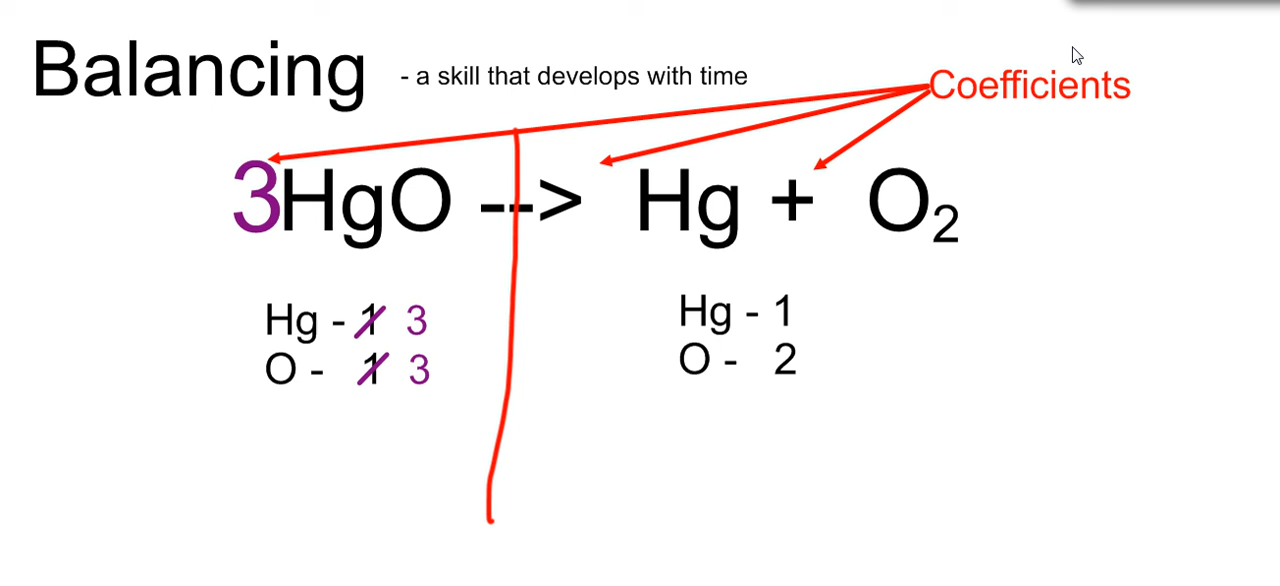 Balancing - a skill that develops with time
Coefficients
3HgO --> Hg + O₂
Hg - 1 3
O - 1 3
Hg - 1
O - 2